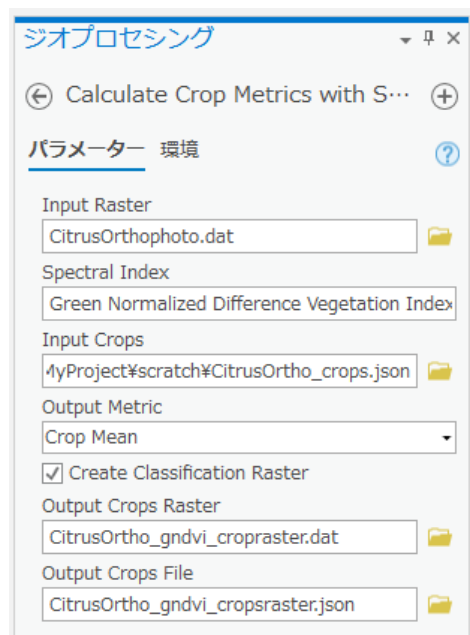 ジオプロセシング
Calculate Crop Metrics with S…
パラメーター 環境
Input Raster
CitrusOrthophoto.dat
Spectral Index
Green Normalized Difference Vegetation Index
Input Crops
MyProject¥scratch¥CitrusOrtho_crops.json
Output Metric
Crop Mean
Create Classification Raster
Output Crops Raster
CitrusOrtho_gndvi_cropraster.dat
Output Crops File
CitrusOrtho_gndvi_cropsraster.json